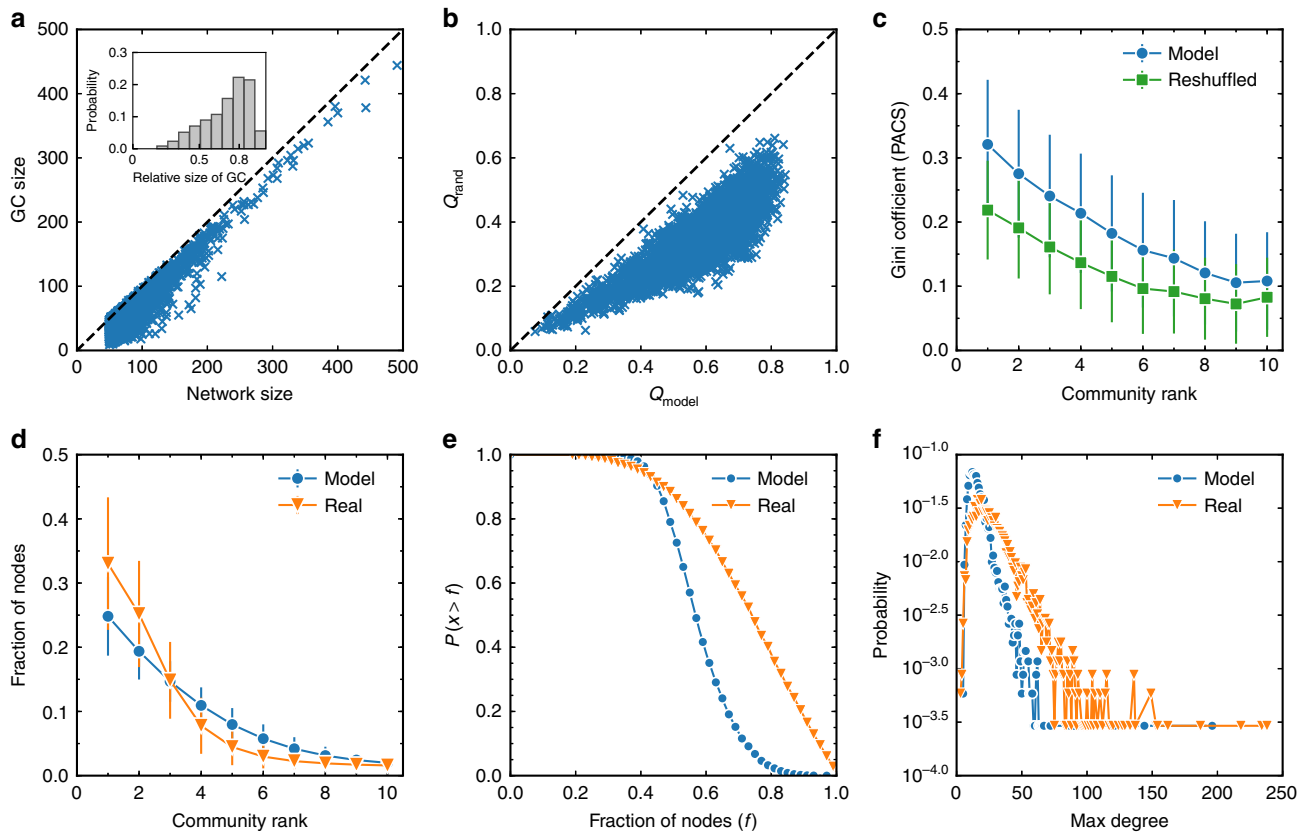 a
500
400
300
200
100
0
GC size
0 100 200 300 400 500
Network size
0.3
0.2
0.1
0
Probability
0 0.5 0.8
Relative size of GC
b
1.0
0.8
0.6
0.4
0.2
0.0
Qrand
0.0 0.2 0.4 0.6 0.8 1.0
Qmodel
c
0.5
0.4
0.3
0.2
0.1
0.0
Gini cofficient (PACS)
Model
Reshuffled
0 2 4 6 8 10
Community rank
d
0.5
0.4
0.3
0.2
0.1
0.0
Fraction of nodes
Model
Real
0 2 4 6 8 10
Community rank
e
1.0
0.8
0.6
0.4
0.2
0.0
P(x> f)
Model
Real
0.0 0.2 0.4 0.6 0.8 1.0
Fraction of nodes (f)
f
10−1.0
10−1.5
10−2.0
10−2.5
10−3.0
10−3.5
10−4.0
Probability
Model
Real
0 50 100 150 200 250
Max degree